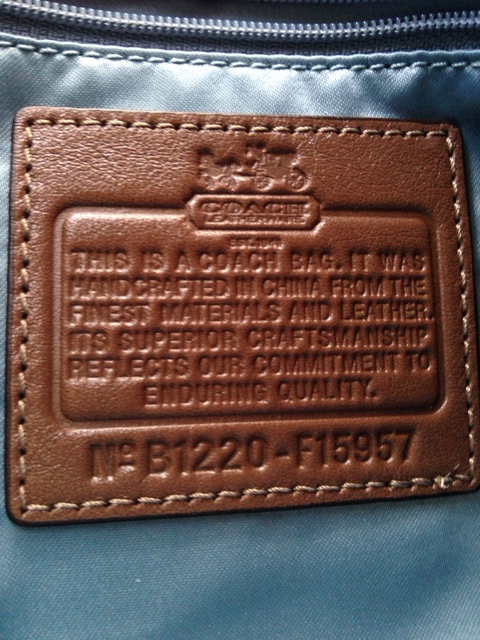 COACH
LEATHERWARE
EST. 1941
THIS IS A COACH BAG. IT WAS
HANDCRAFTED IN CHINA FROM THE
FINEST MATERIALS AND LEATHER.
ITS SUPERIOR CRAFTSMANSHIP
REFLECTS OUR COMMITMENT TO
ENDURING QUALITY.
Nº B1220-F15957